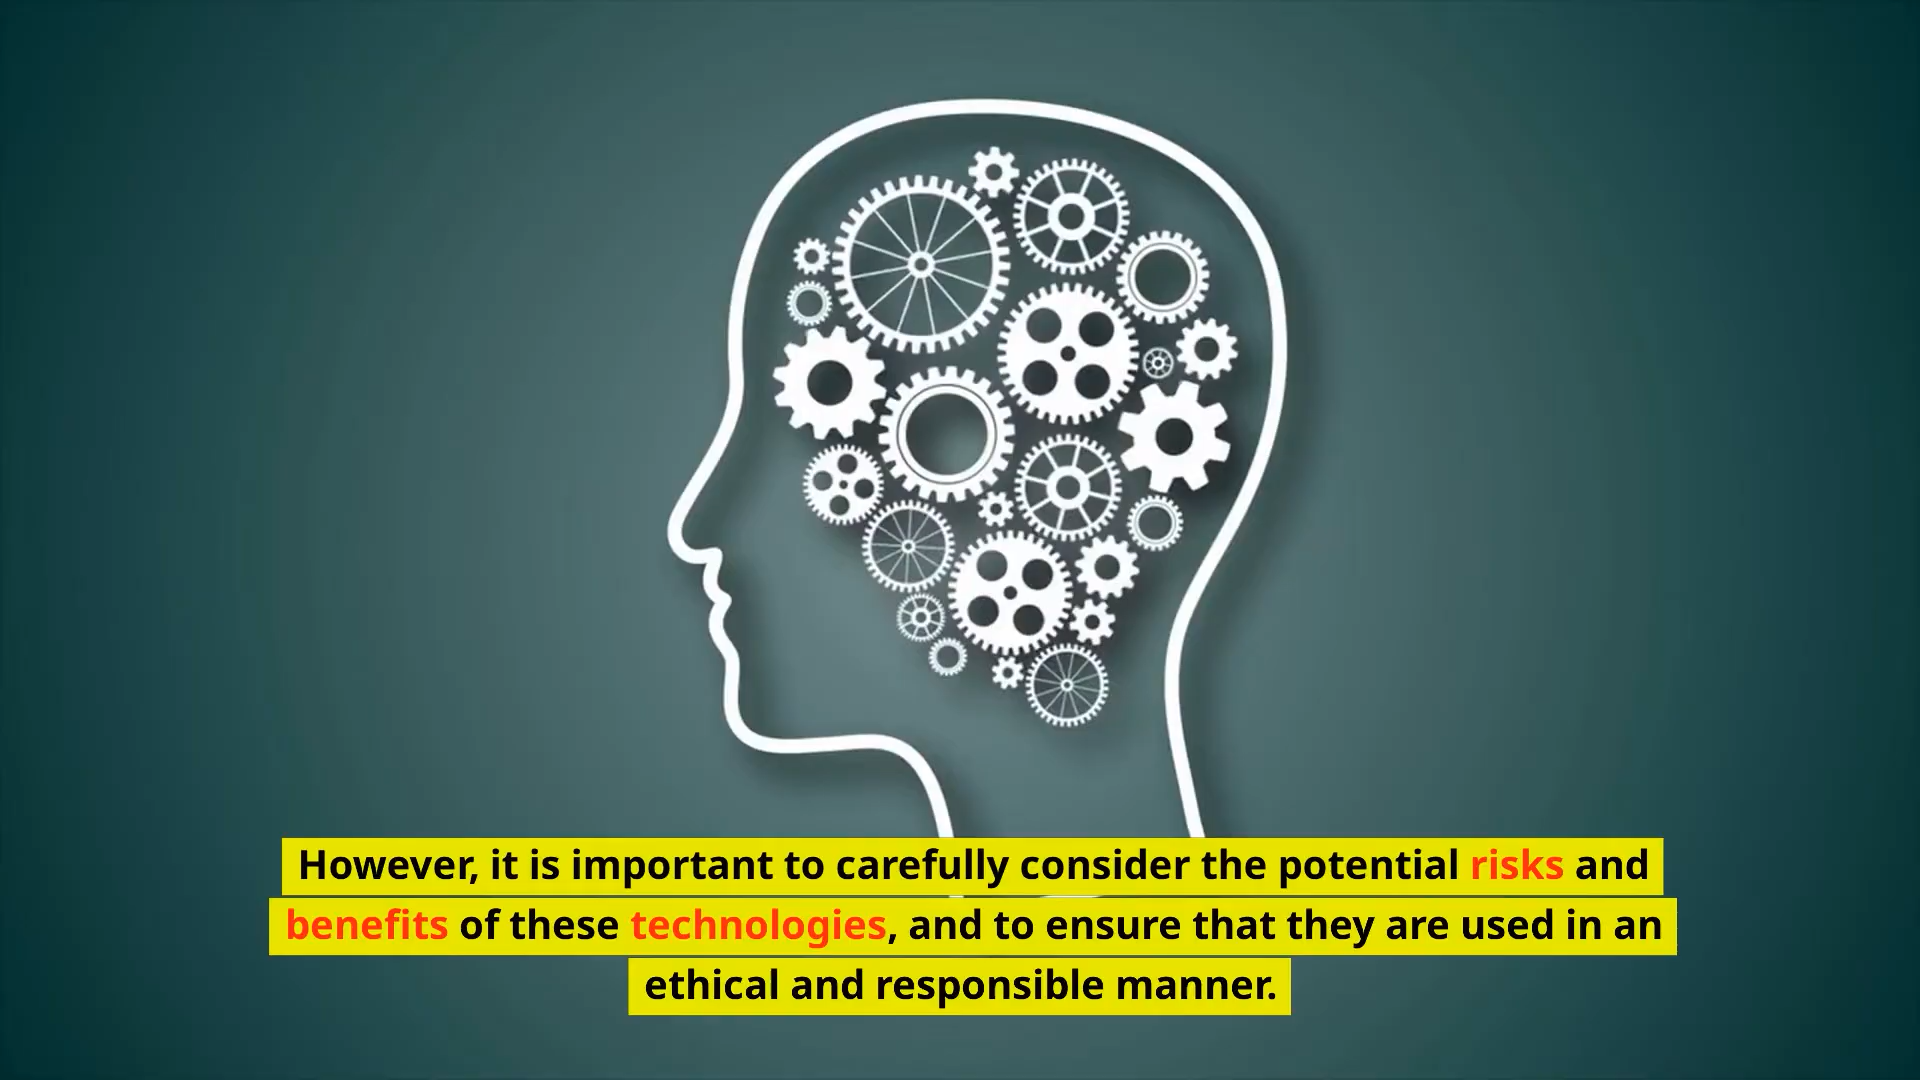 However, it is important to carefully consider the potential risks and
benefits of these technologies, and to ensure that they are used in an
ethical and responsible manner.